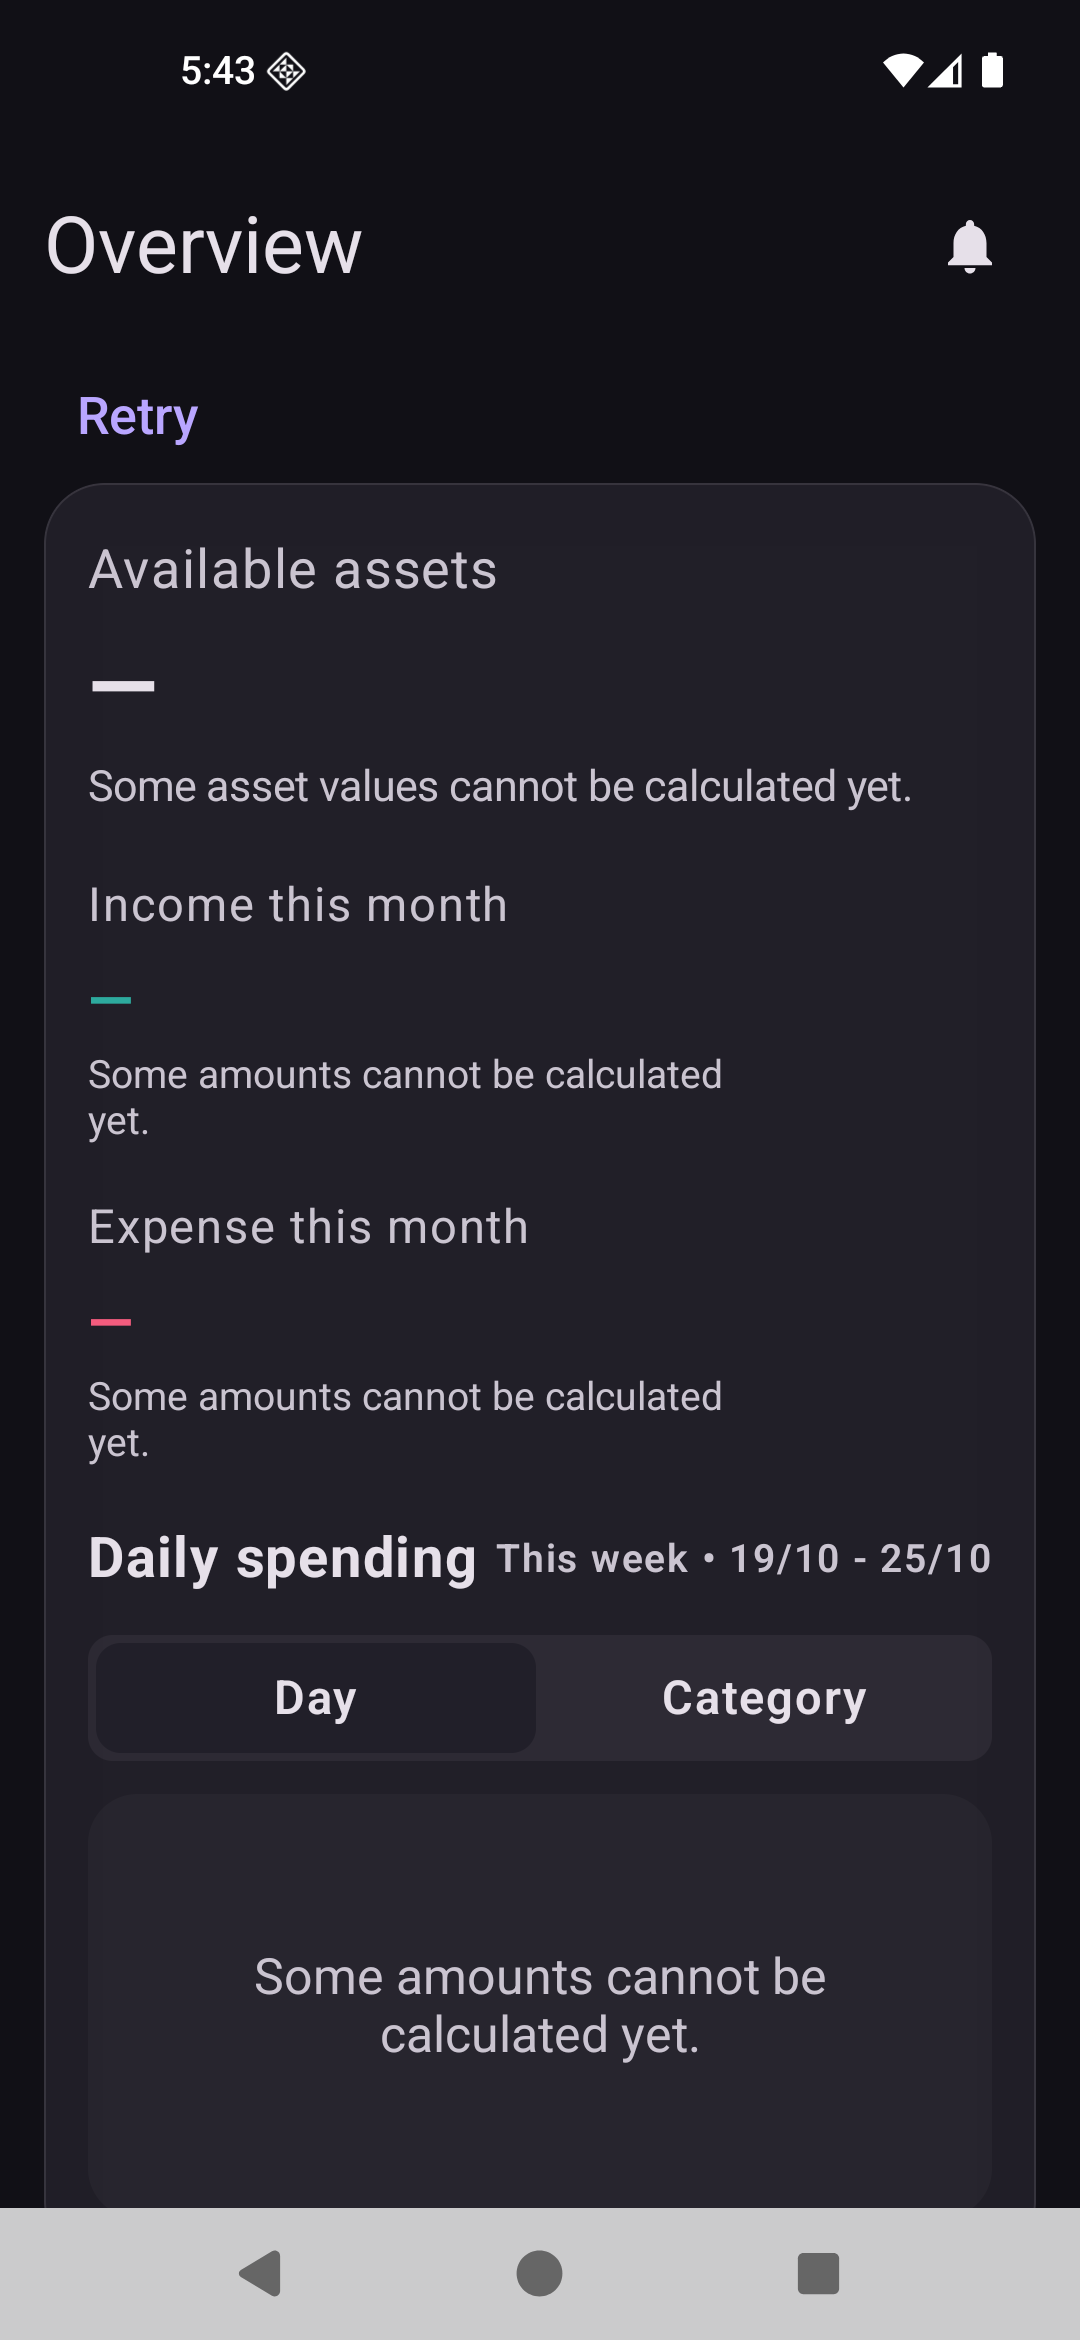 5:43
Overview
Retry
Available assets
—
Some asset values cannot be calculated yet.
Income this month
—
Some amounts cannot be calculated
yet.
Expense this month
—
Some amounts cannot be calculated
yet.
Daily spending This week • 19/10 - 25/10
Day Category
Some amounts cannot be
calculated yet.